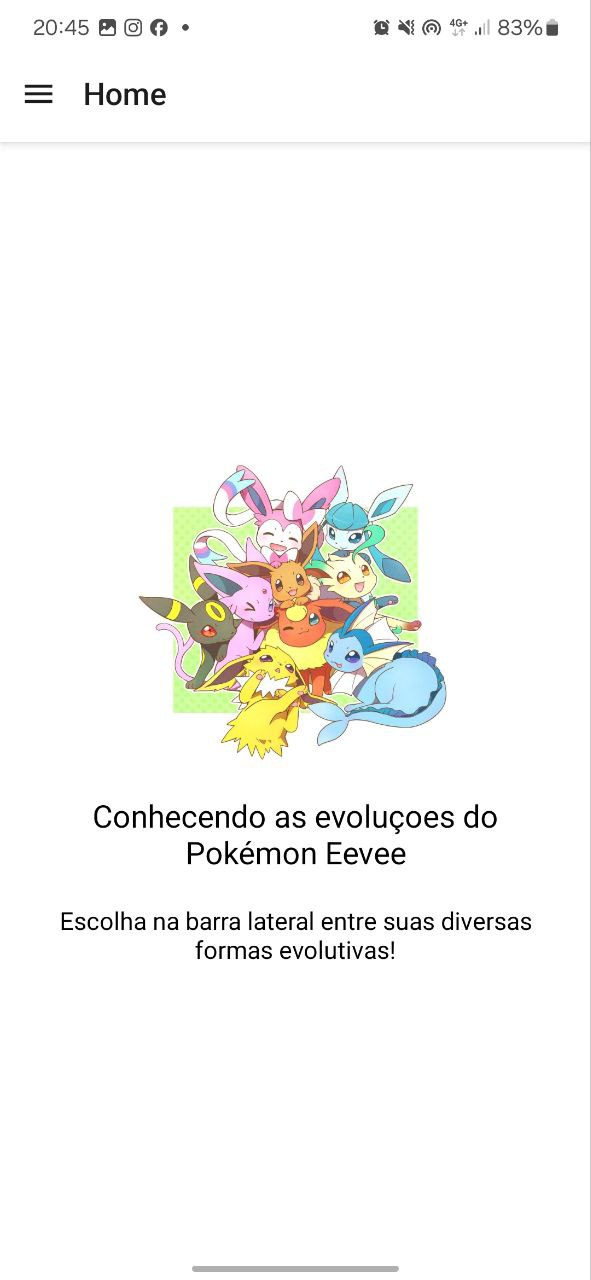 20:45
4G+
83%
Home
Conhecendo as evoluçoes do
Pokémon Eevee
Escolha na barra lateral entre suas diversas
formas evolutivas!